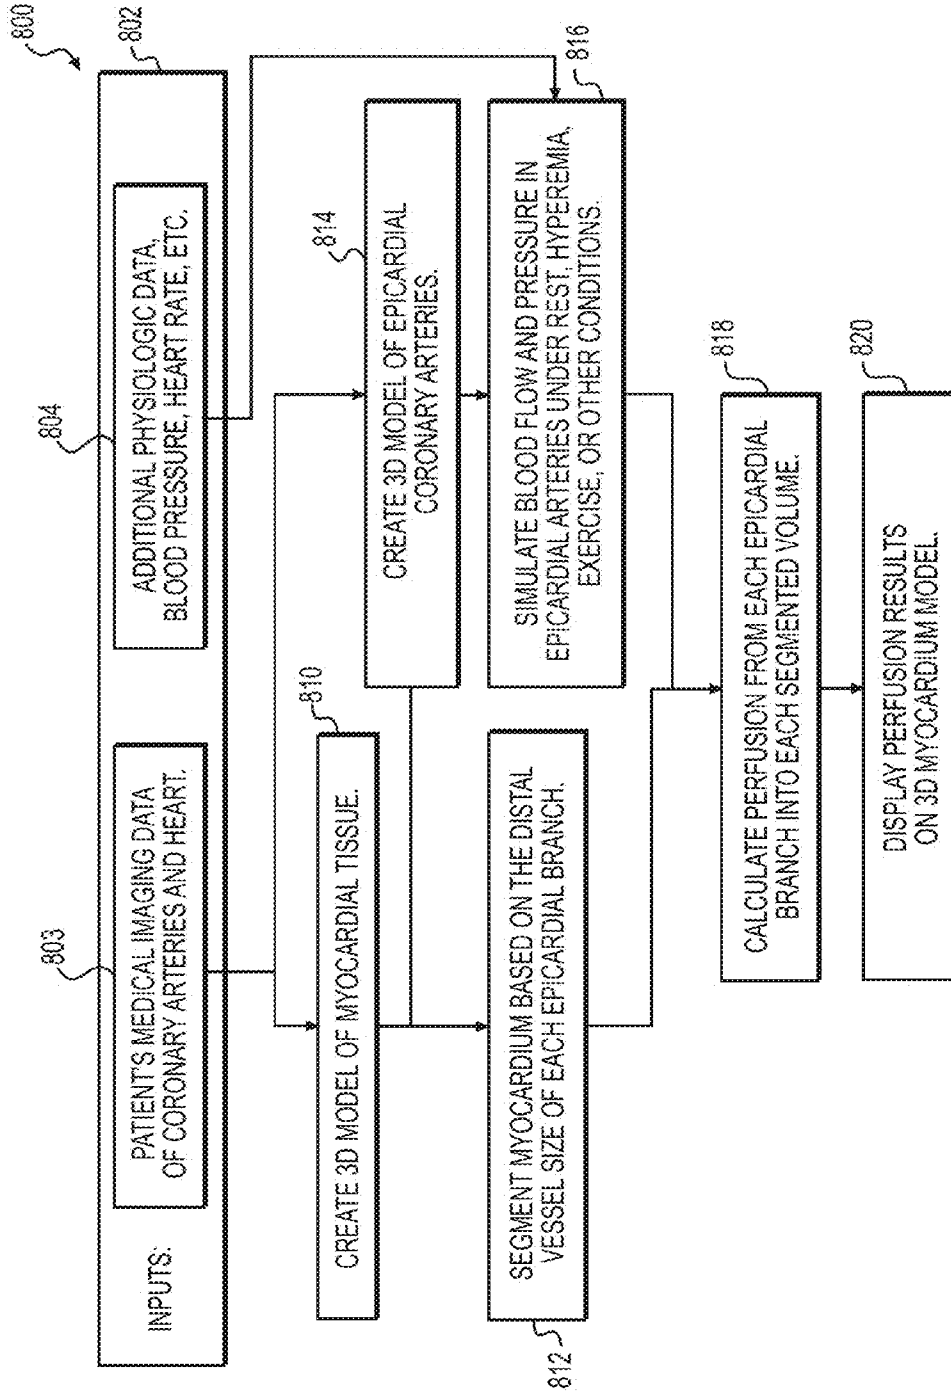 800
802
INPUTS:
803
PATIENT'S MEDICAL IMAGING DATA
OF CORONARY ARTERIES AND HEART.
804
ADDITIONAL PHYSIOLOGIC DATA,
BLOOD PRESSURE, HEART RATE, ETC.
810
CREATE 3D MODEL OF MYOCARDIAL TISSUE.
814
CREATE 3D MODEL OF EPICARDIAL
CORONARY ARTERIES.
812
SEGMENT MYOCARDIUM BASED ON THE DISTAL
VESSEL SIZE OF EACH EPICARDIAL BRANCH.
816
SIMULATE BLOOD FLOW AND PRESSURE IN
EPICARDIAL ARTERIES UNDER REST, HYPEREMIA,
EXERCISE, OR OTHER CONDITIONS.
818
CALCULATE PERFUSION FROM EACH EPICARDIAL
BRANCH INTO EACH SEGMENTED VOLUME.
820
DISPLAY PERFUSION RESULTS
ON 3D MYOCARDIUM MODEL.